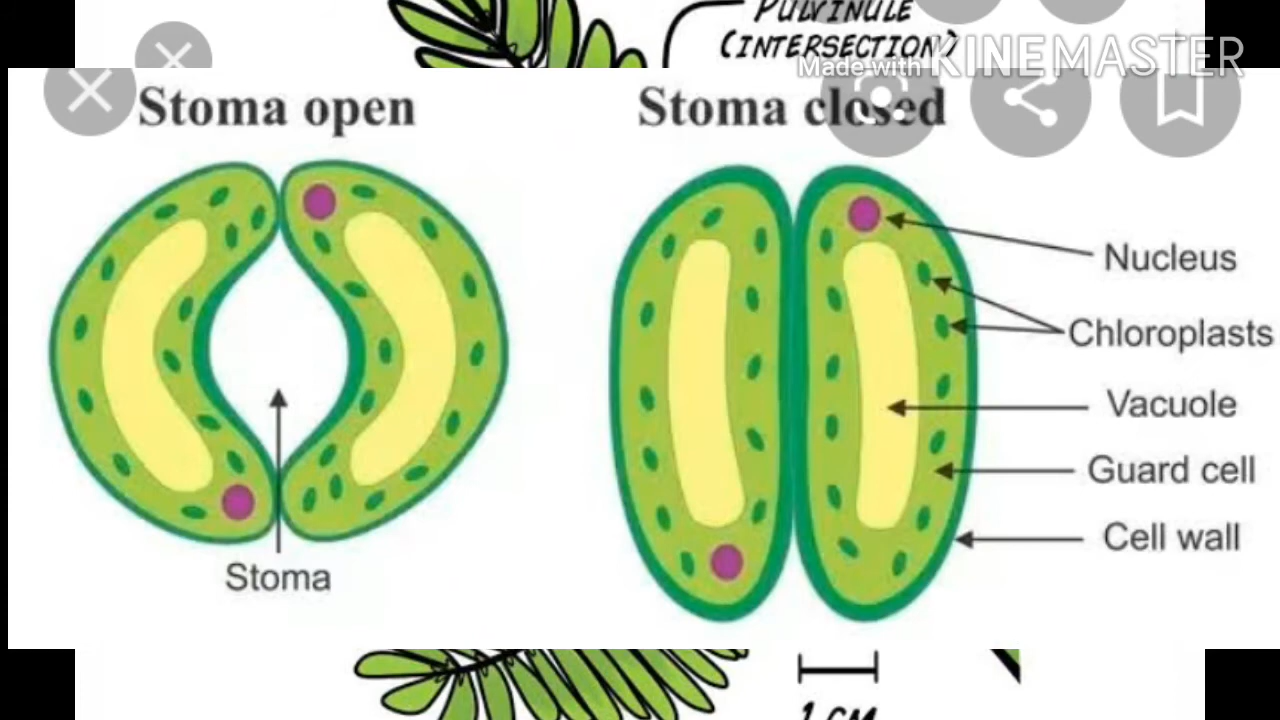 PULVINULE
(INTERSECTION)
Made with KINEMASTER
Stoma open
Stoma closed
Nucleus
Chloroplasts
Vacuole
Guard cell
Cell wall
Stoma
1 CM